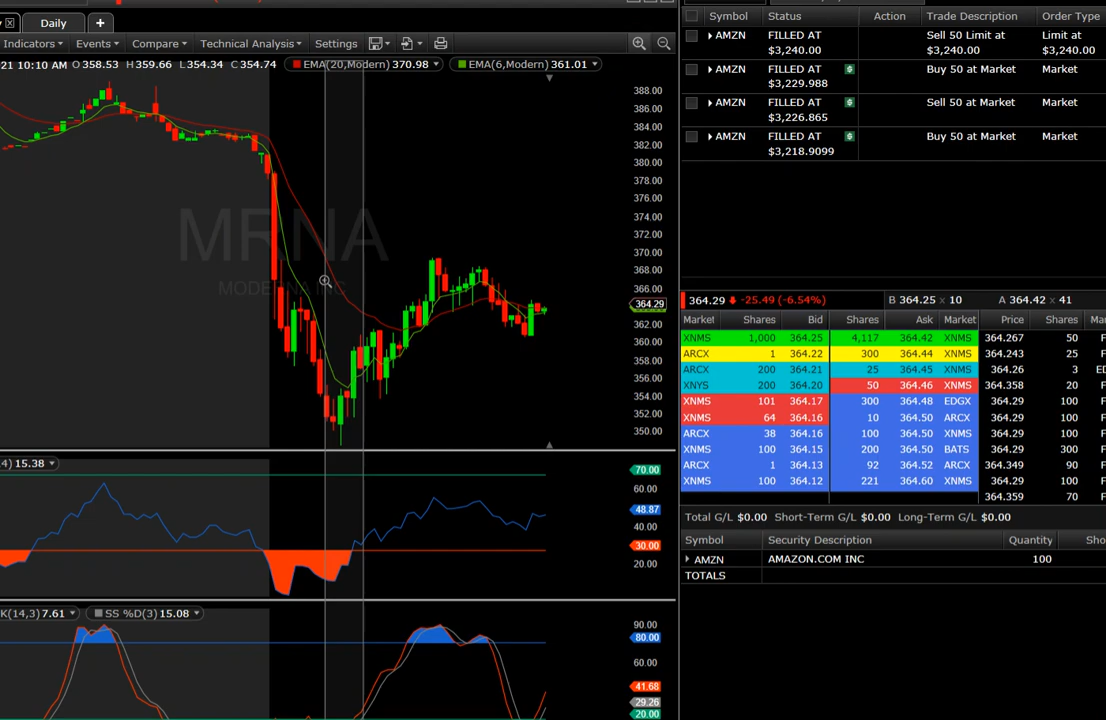 Daily
+
Indicators Events Compare Technical Analysis Settings
21 10:10 AM O 358.53 H 359.66 L 354.34 C 354.74 EMA(20,Modern) 370.98 EMA(6,Modern) 361.01
MRNA
MODERNA INC
388.00
386.00
384.00
382.00
380.00
378.00
376.00
374.00
372.00
370.00
368.00
366.00
364.29
362.00
360.00
358.00
356.00
354.00
352.00
350.00
4) 15.38
70.00
60.00
48.87
40.00
30.00
20.00
K(14,3) 7.61 SS %D(3) 15.08
90.00
80.00
60.00
41.68
29.26
20.00
Symbol Status Action Trade Description Order Type
AMZN FILLED AT $3,240.00 Sell 50 Limit at $3,240.00 Limit at $3,240.00
AMZN FILLED AT $3,229.988 Buy 50 at Market Market
AMZN FILLED AT $3,226.865 Sell 50 at Market Market
AMZN FILLED AT $3,218.9099 Buy 50 at Market Market
364.29 -25.49 (-6.54%) B 364.25 x 10 A 364.42 x 41
Market Shares Bid Shares Ask Market Price Shares
XNMS 1,000 364.25 4,117 364.42 XNMS 364.267 50
ARCX 1 364.22 300 364.44 XNMS 364.243 25
ARCX 200 364.21 25 364.45 XNMS 364.26 3
XNYS 200 364.20 50 364.46 XNMS 364.358 20
XNMS 101 364.17 300 364.48 EDGX 364.29 100
XNMS 64 364.16 10 364.50 ARCX 364.29 100
ARCX 38 364.16 100 364.50 XNMS 364.29 100
XNMS 100 364.15 200 364.50 BATS 364.29 300
ARCX 1 364.13 92 364.52 ARCX 364.349 90
XNMS 100 364.12 221 364.60 XNMS 364.29 100
364.359 70
Total G/L $0.00 Short-Term G/L $0.00 Long-Term G/L $0.00
Symbol Security Description Quantity
AMZN AMAZON.COM INC 100
TOTALS